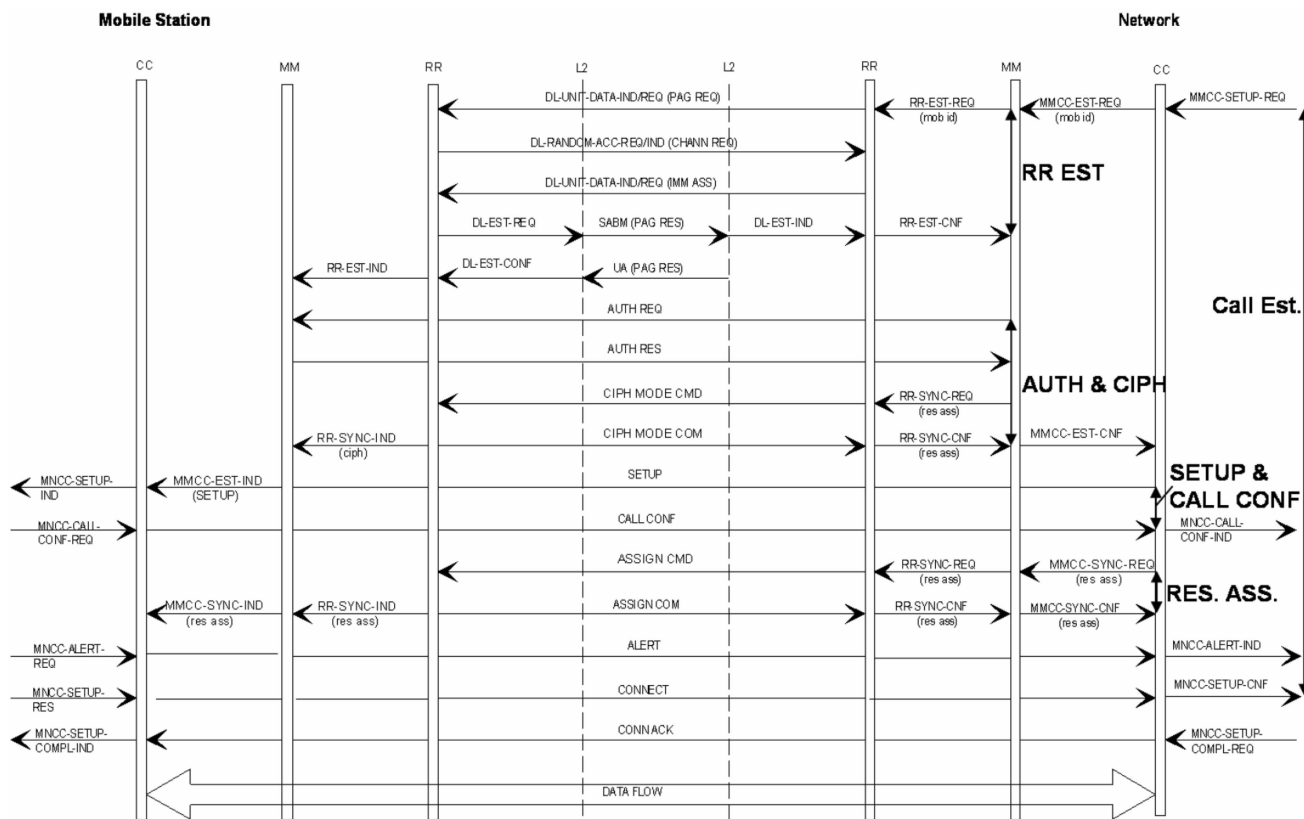 Mobile Station
Network
CC
MM
RR
L2
L2
RR
MM
CC
DL-UNIT-DATA-IND/REQ (PAG REQ)
RR-EST-REQ
(mob id)
MMCC-EST-REQ
(mob id)
MMCC-SETUP-REQ
DL-RANDOM-ACC-REQ/IND (CHANN REQ)
RR EST
DL-UNIT-DATA-IND/REQ (IMM ASS)
DL-EST-REQ
SABM (PAG RES)
DL-EST-IND
RR-EST-CNF
RR-EST-IND
DL-EST-CONF
UA (PAG RES)
Call Est.
AUTH REQ
AUTH RES
AUTH & CIPH
CIPH MODE CMD
RR-SYNC-REQ
(res ass)
RR-SYNC-IND
(ciph)
CIPH MODE COM
RR-SYNC-CNF
(res ass)
MMCC-EST-CNF
MNCC-SETUP-
IND
MMCC-EST-IND
(SETUP)
SETUP
SETUP &
CALL CONF
MNCC-CALL-
CONF-REQ
CALL CONF
MNCC-CALL-
CONF-IND
ASSIGN CMD
RR-SYNC-REQ
(res ass)
MMCC-SYNC-REQ
(res ass)
RES. ASS.
MMCC-SYNC-IND
(res ass)
RR-SYNC-IND
(res ass)
ASSIGN COM
RR-SYNC-CNF
(res ass)
MMCC-SYNC-CNF
(res ass)
MNCC-ALERT-
REQ
ALERT
MNCC-ALERT-IND
MNCC-SETUP-
RES
CONNECT
MNCC-SETUP-CNF
MNCC-SETUP-
COMPL-IND
CONNACK
MNCC-SETUP-
COMPL-REQ
DATA FLOW